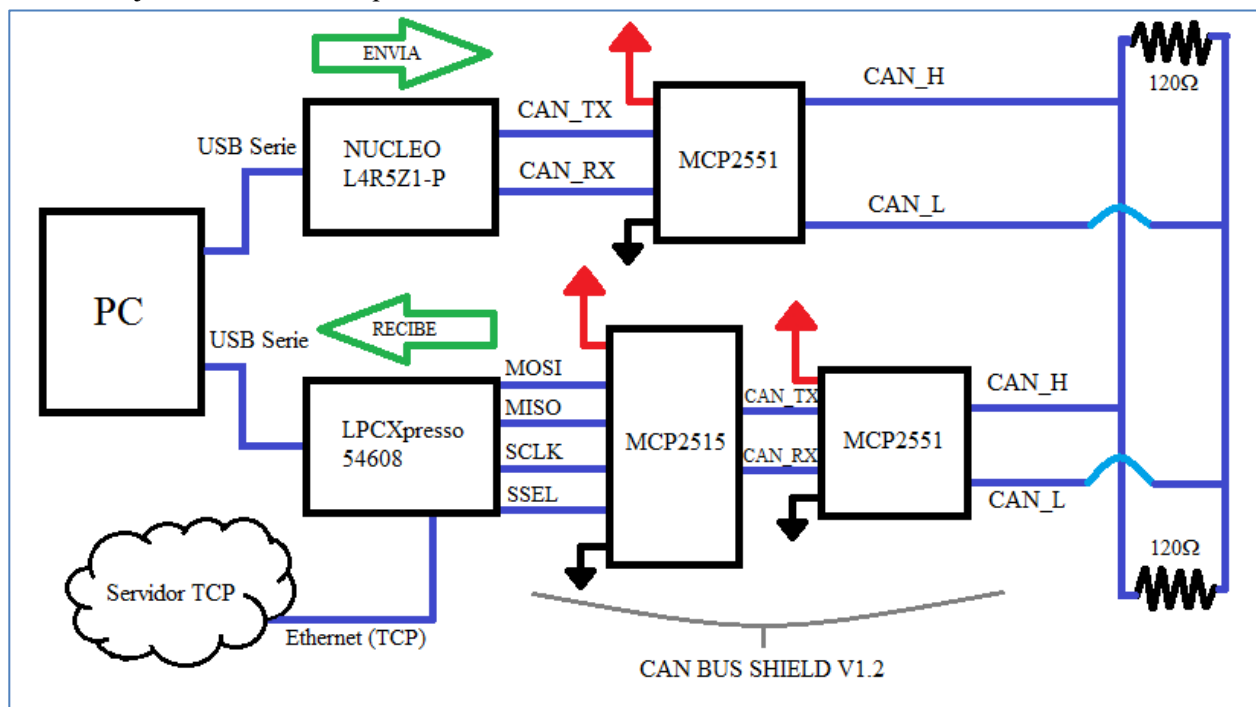 ENVIA
CAN_H
120Ω
CAN_TX
USB Serie
NUCLEO
L4R5Z1-P
MCP2551
CAN_RX
CAN_L
PC
RECIBE
USB Serie
MOSI
CAN_H
LPCXpresso
54608
MISO
CAN_TX
MCP2515
MCP2551
SCLK
CAN_RX
SSEL
CAN_L
120Ω
Servidor TCP
Ethernet (TCP)
CAN BUS SHIELD V1.2